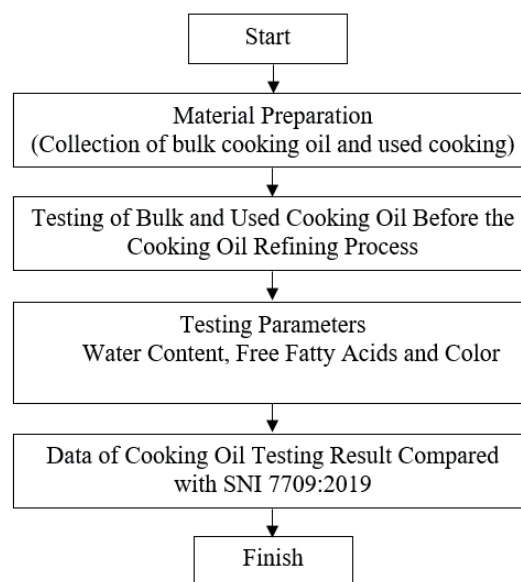 Start
Material Preparation
(Collection of bulk cooking oil and used cooking)
Testing of Bulk and Used Cooking Oil Before the
Cooking Oil Refining Process
Testing Parameters
Water Content, Free Fatty Acids and Color
Data of Cooking Oil Testing Result Compared
with SNI 7709:2019
Finish